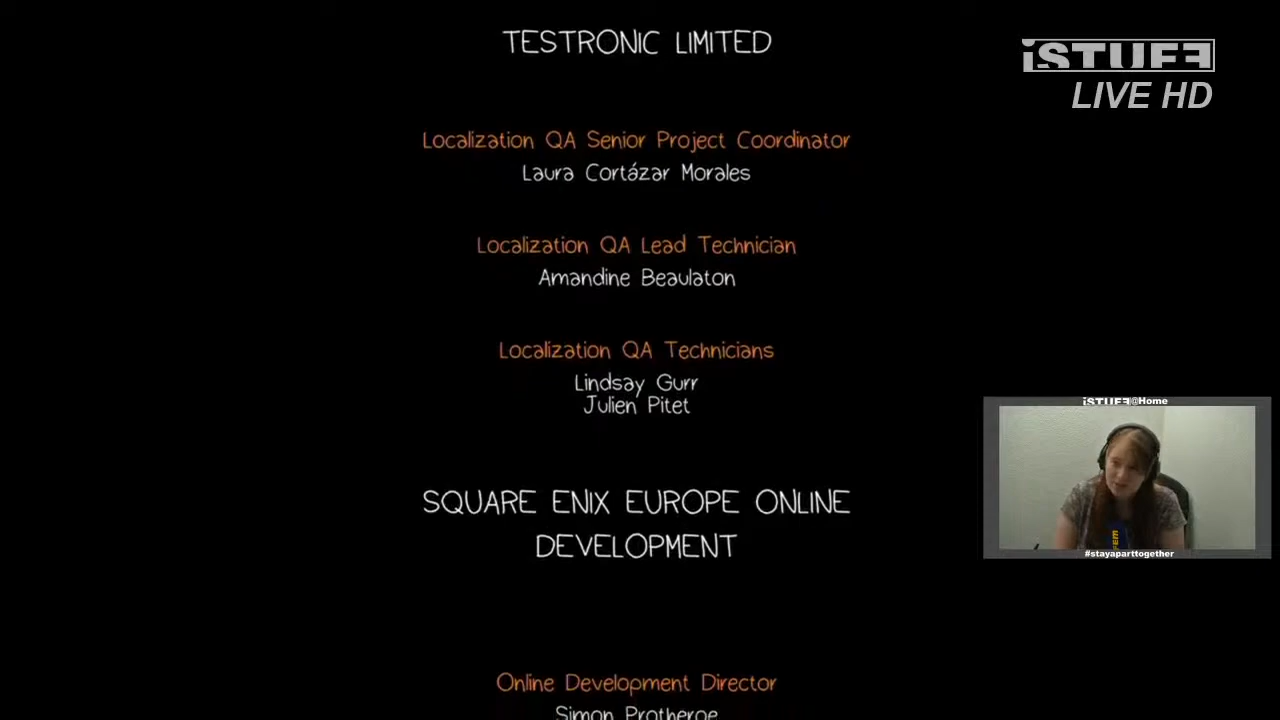 TESTRONIC LIMITED
iSTUFF
LIVE HD
Localization QA Senior Project Coordinator
Laura Cortázar Morales
Localization QA Lead Technician
Amandine Beaulaton
Localization QA Technicians
Lindsay Gurr
Julien Pitet
iSTUFF@Home
SQUARE ENIX EUROPE ONLINE
DEVELOPMENT
#stayaparttogether
Online Development Director
Simon Protheroe